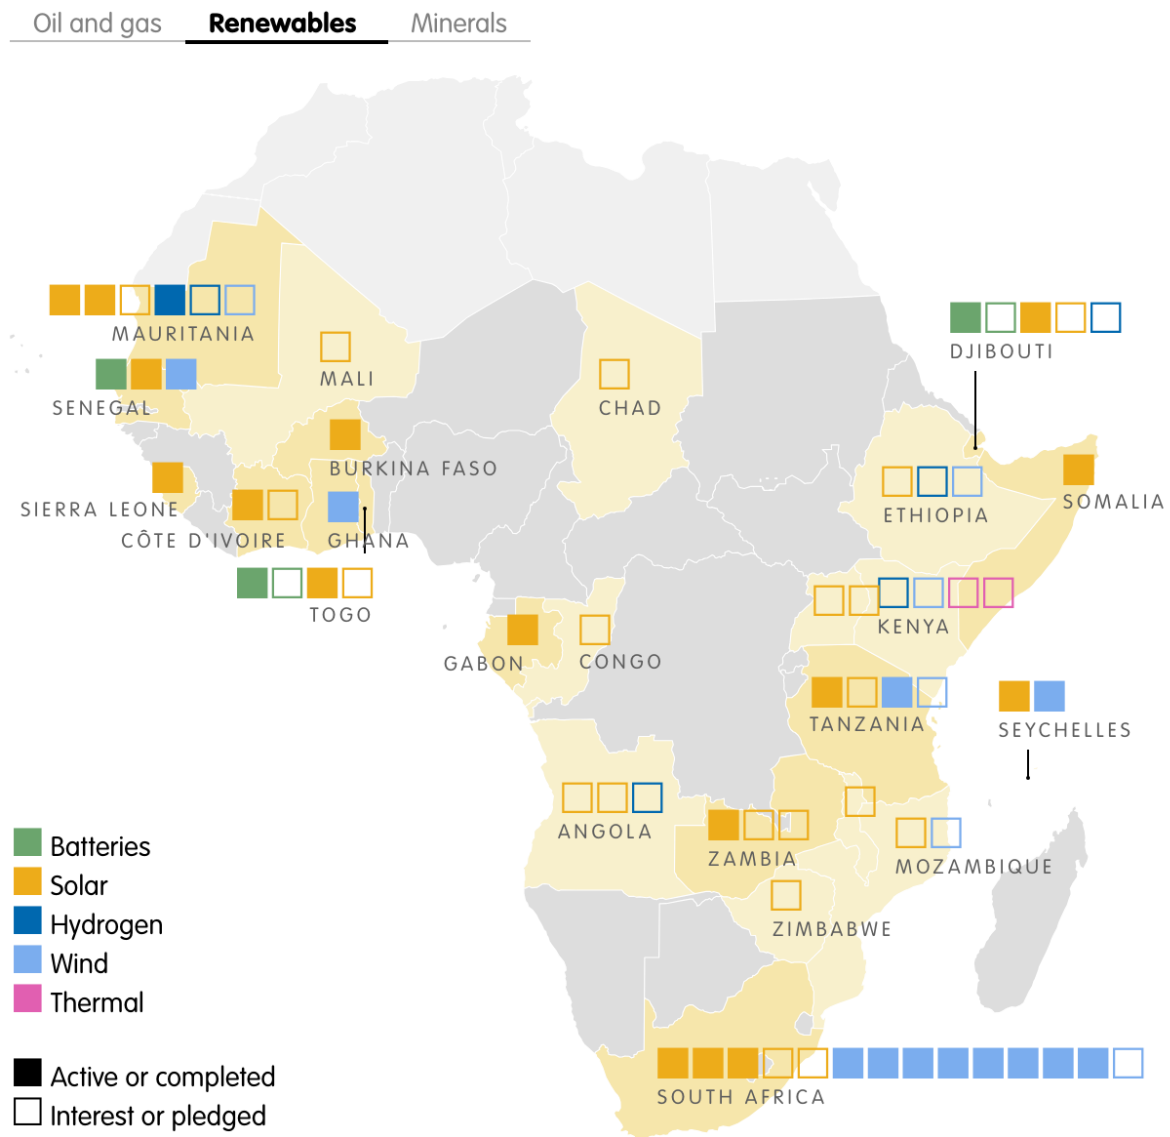 Oil and gas
Renewables
Minerals
MAURITANIA
DJIBOUTI
MALI
SENEGAL
CHAD
BURKINA FASO
SIERRA LEONE
SOMALIA
ETHIOPIA
CÔTE D'IVOIRE
GHANA
TOGO
KENYA
GABON
CONGO
TANZANIA
SEYCHELLES
ANGOLA
ZAMBIA
MOZAMBIQUE
ZIMBABWE
Batteries
Solar
Hydrogen
Wind
Thermal
Active or completed
Interest or pledged
SOUTH AFRICA